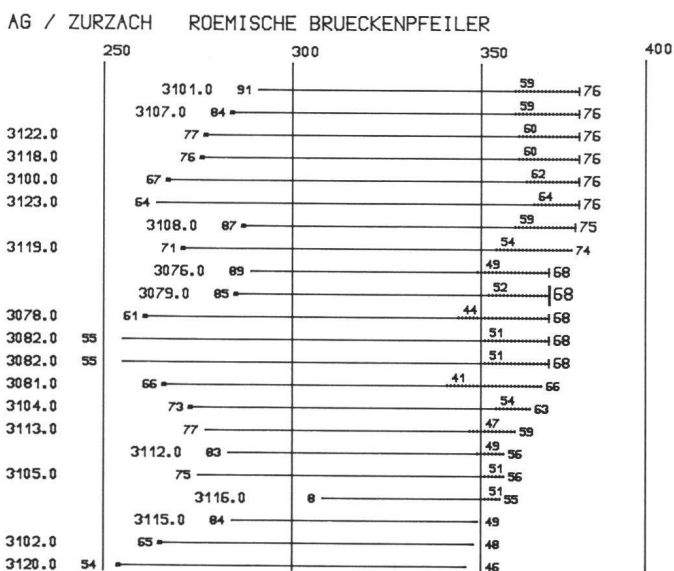 AG / ZURZACH ROEMISCHE BRUECKENPFEILER
250 300 350 400
3101.0 91 59 76
3107.0 84 59 76
3122.0 77 60 76
3118.0 76 60 76
3100.0 67 62 76
3123.0 64 64 76
3108.0 87 59 75
3119.0 71 54 74
3076.0 89 49 68
3079.0 85 52 68
3078.0 61 44 68
3082.0 55 51 68
3082.0 55 51 68
3081.0 66 41 66
3104.0 73 54 63
3113.0 77 47 59
3112.0 83 49 56
3105.0 75 51 56
3116.0 8 51 55
3115.0 84 49
3102.0 65 48
3120.0 54 46